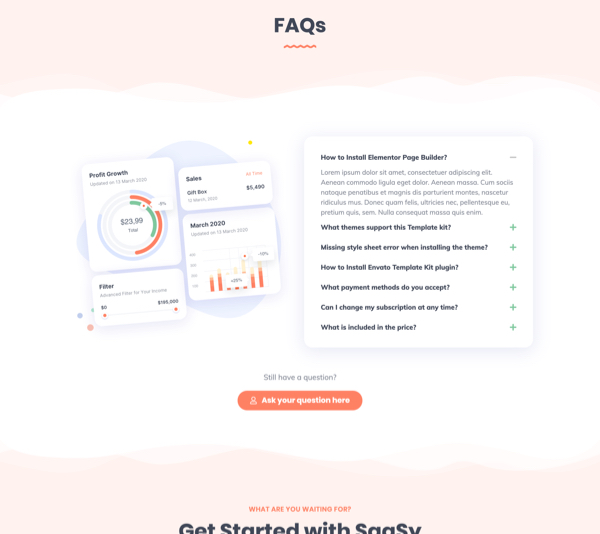 FAQs
Profit Growth
Updated on 13 March 2020
-5%
$23,99
Total
Sales
All Time
Gift Box
12 March, 2020
$5,490
March 2020
Updated on 13 March 2020
400
300
200
100
-10%
+20%
Filter
Advanced Filter for Your Income
$0
$195,000
How to Install Elementor Page Builder?
Lorem ipsum dolor sit amet, consectetuer adipiscing elit.
Aenean commodo ligula eget dolor. Aenean massa. Cum sociis
natoque penatibus et magnis dis parturient montes, nascetur
ridiculus mus. Donec quam felis, ultricies nec, pellentesque eu,
pretium quis, sem. Nulla consequat massa quis enim.
What themes support this Template kit?
Missing style sheet error when installing the theme?
How to Install Envato Template Kit plugin?
What payment methods do you accept?
Can I change my subscription at any time?
What is included in the price?
Still have a question?
Ask your question here
WHAT ARE YOU WAITING FOR?
Get Started with SaaSy